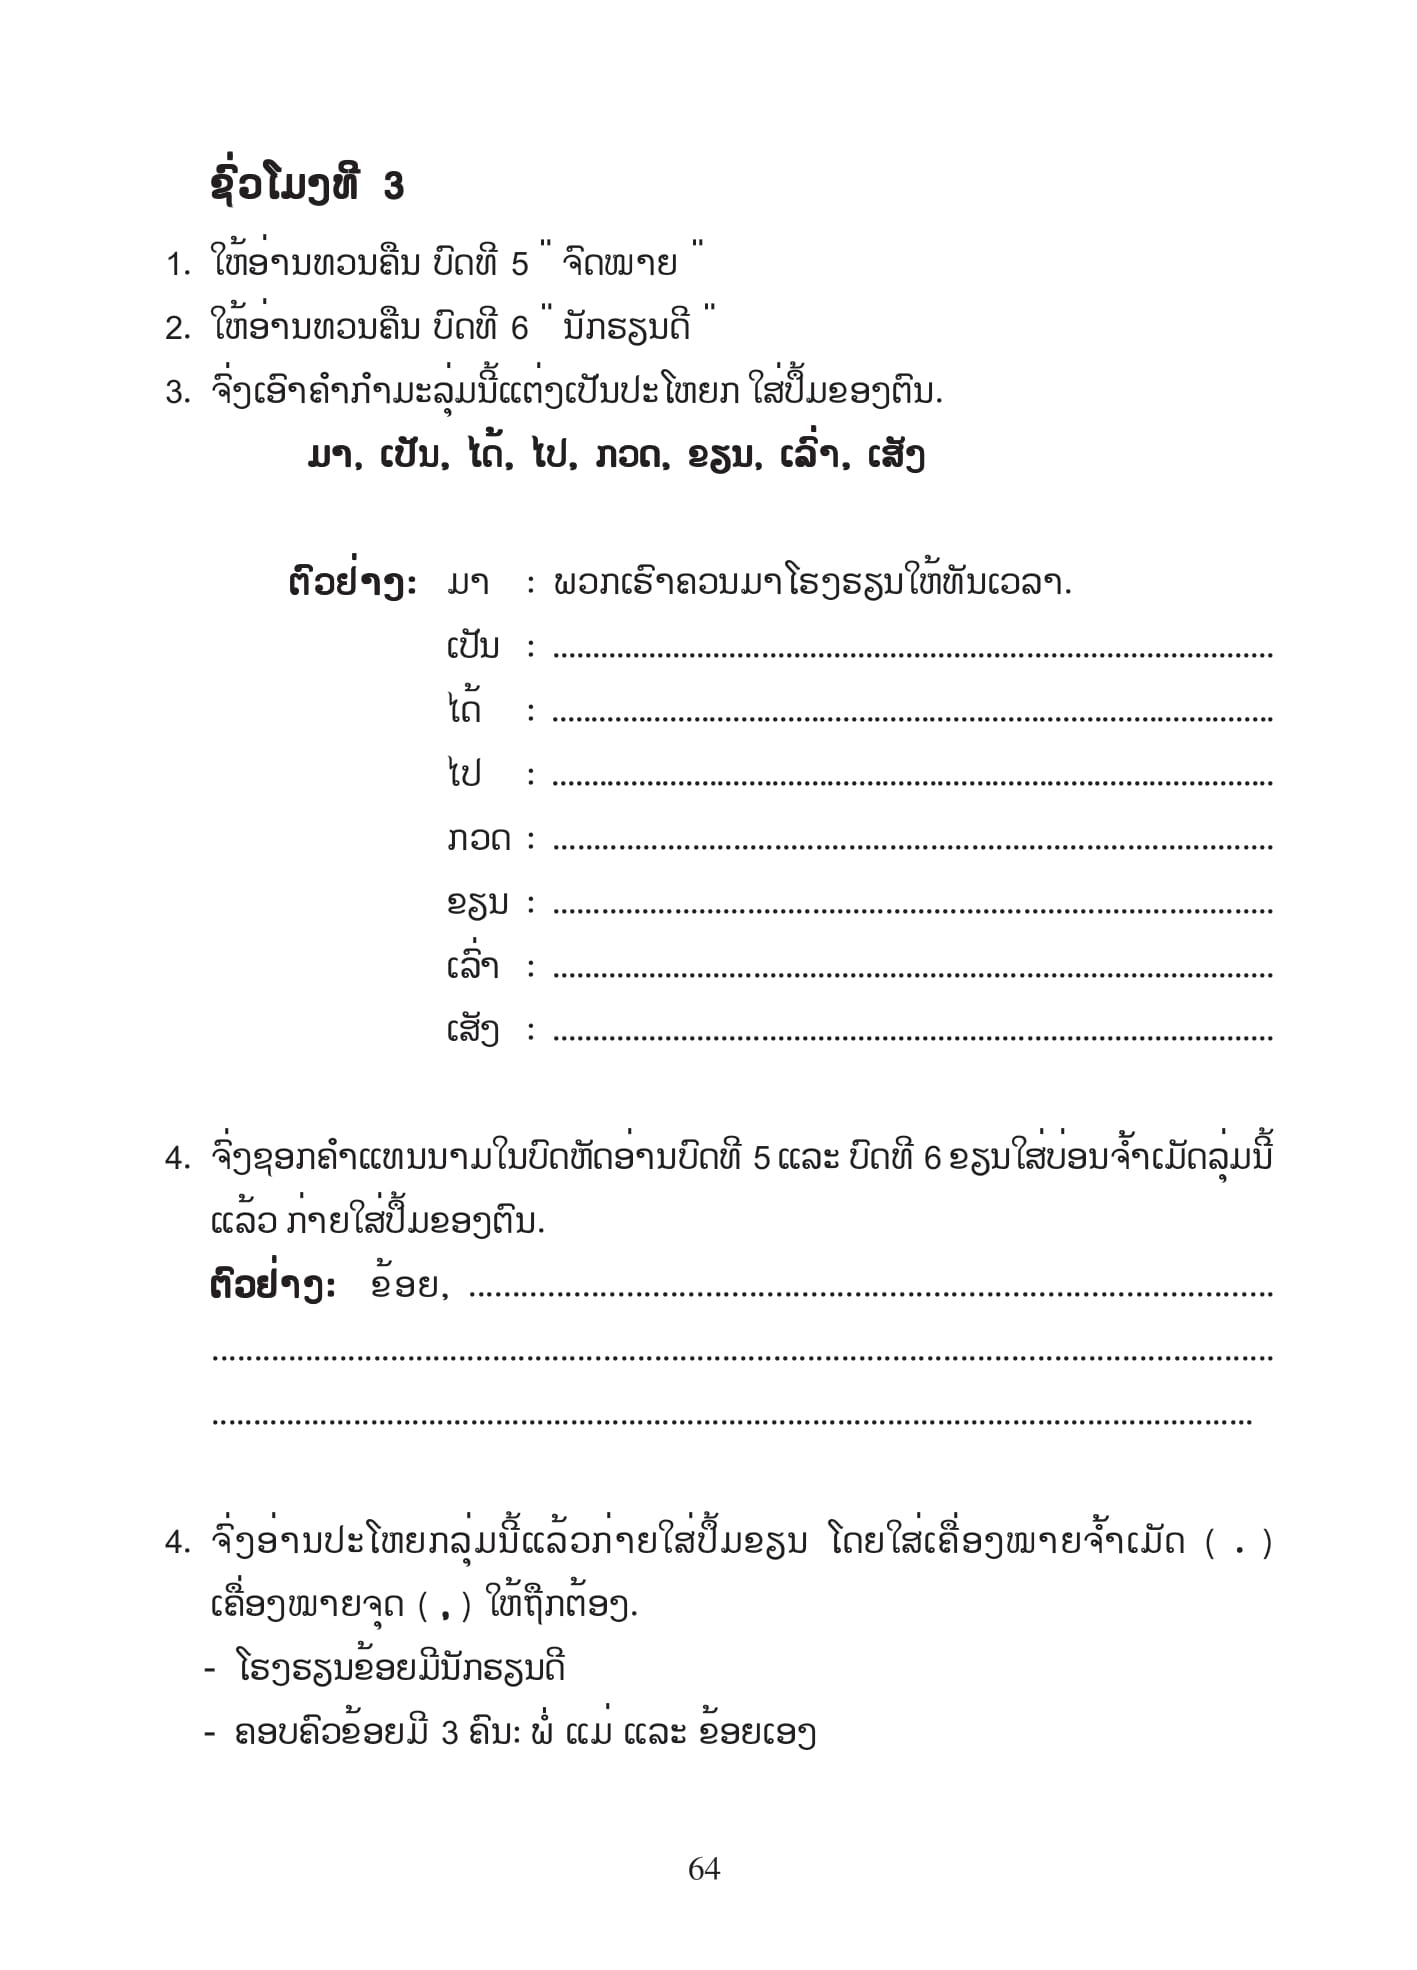 ຊົ່ວໂມງທີ 3
1. ໃຫ້ອ່ານທວນຄືນ ບົດທີ 5 " ຈົດໝາຍ "
2. ໃຫ້ອ່ານທວນຄືນ ບົດທີ 6 " ນັກຮຽນດີ "
3. ຈົ່ງເອົາຄຳກຳມະລຸ່ມນີ້ແຕ່ງເປັນປະໂຫຍກ ໃສ່ປຶ້ມຂອງຕົນ.
ມາ, ເປັນ, ໄດ້, ໄປ, ກວດ, ຂຽນ, ເລົ່າ, ເສັງ
ຕົວຢ່າງ: ມາ : ພວກເຮົາຄວນມາໂຮງຮຽນໃຫ້ທັນເວລາ.
ເປັນ : ..........................................................................................
ໄດ້ : ..........................................................................................
ໄປ : ..........................................................................................
ກວດ : ..........................................................................................
ຂຽນ : ..........................................................................................
ເລົ່າ : ..........................................................................................
ເສັງ : ..........................................................................................
4. ຈົ່ງຊອກຄຳແທນນາມໃນບົດຫັດອ່ານບົດທີ 5 ແລະ ບົດທີ 6 ຂຽນໃສ່ບ່ອນຈ້ຳເມັດລຸ່ມນີ້
ແລ້ວ ກ່າຍໃສ່ປຶ້ມຂອງຕົນ.
ຕົວຢ່າງ: ຂ້ອຍ, ..........................................................................................
..........................................................................................
..........................................................................................
4. ຈົ່ງອ່ານປະໂຫຍກລຸ່ມນີ້ແລ້ວກ່າຍໃສ່ປຶ້ມຂຽນ ໂດຍໃສ່ເຄື່ອງໝາຍຈ້ຳເມັດ ( . )
ເຄື່ອງໝາຍຈຸດ ( , ) ໃຫ້ຖືກຕ້ອງ.
- ໂຮງຮຽນຂ້ອຍມີນັກຮຽນດີ
- ຄອບຄົວຂ້ອຍມີ 3 ຄົນ: ພໍ່ ແມ່ ແລະ ຂ້ອຍເອງ
64